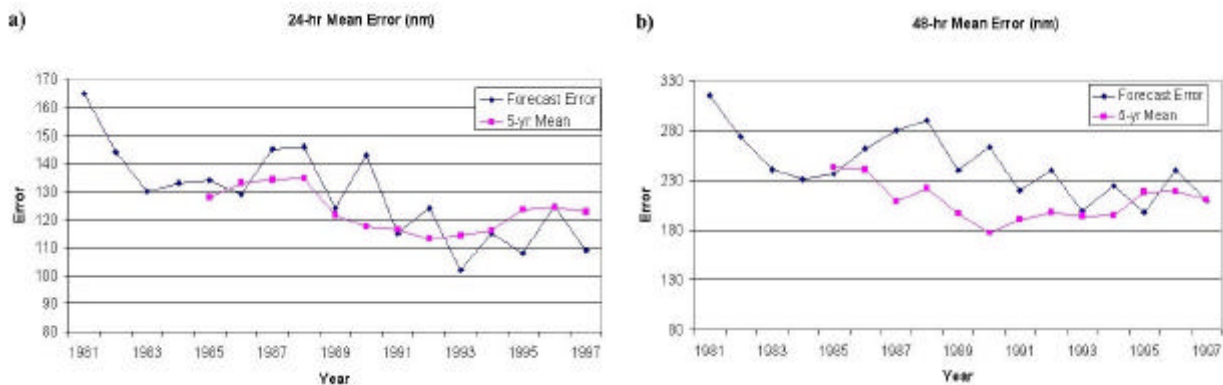 a)
24-hr Mean Error (nm)
170
160
150
140
130
120
110
100
90
80
Error
Forecast Error
5-yr Mean
1981
1983
1985
1987
1989
1991
1993
1995
1997
Year
b)
48-hr Mean Error (nm)
330
280
230
180
130
80
Error
Forecast Error
5-yr Mean
1981
1983
1985
1987
1989
1991
1993
1995
1997
Year